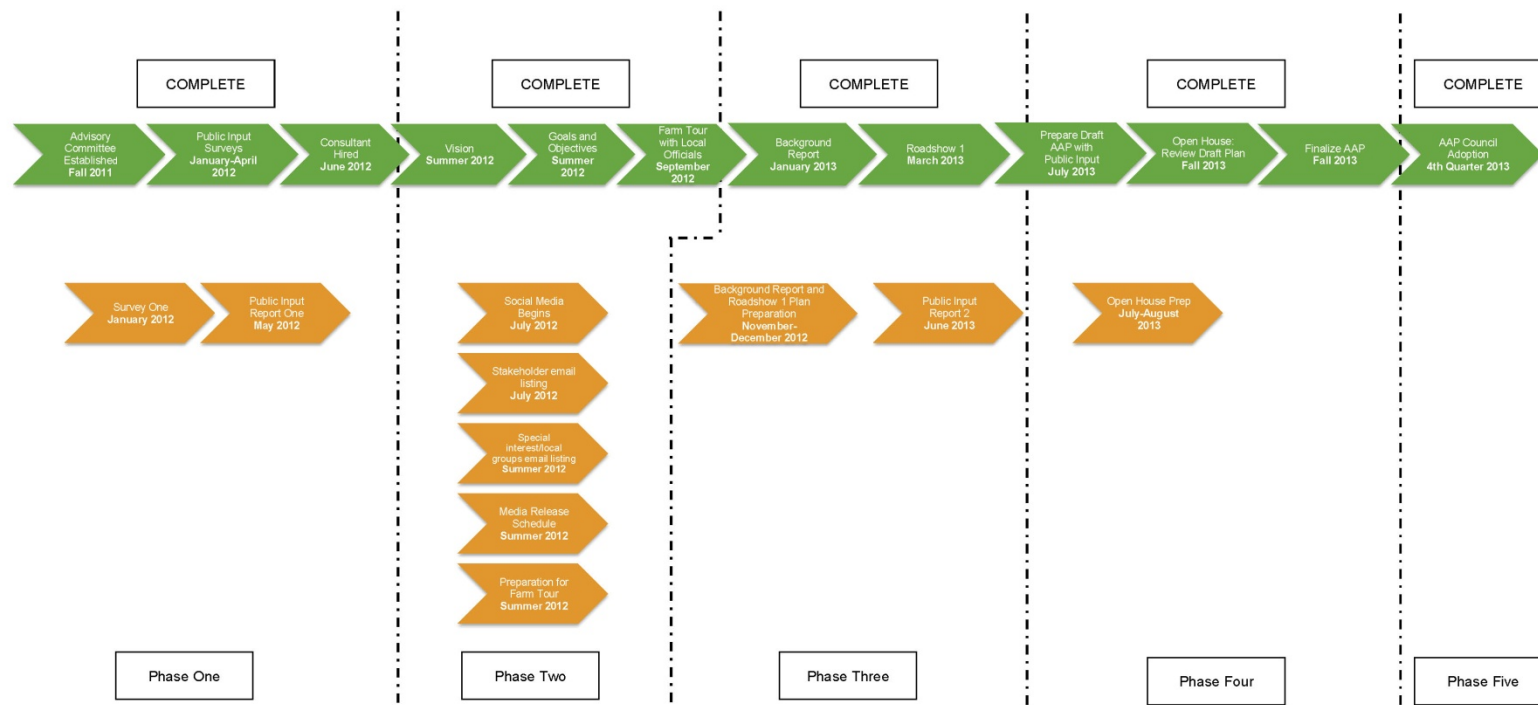 COMPLETE
COMPLETE
COMPLETE
COMPLETE
COMPLETE
Advisory
Committee
Established
Fall 2011
Public Input
Surveys
January-April
2012
Consultant
Hired
June 2012
Vision
Summer 2012
Goals and
Objectives
Summer
2012
Farm Tour
with Local
Officials
September
2012
Background
Report
January 2013
Roadshow 1
March 2013
Prepare Draft
AAP with
Public Input
July 2013
Open House:
Review Draft Plan
Fall 2013
Finalize AAP
Fall 2013
AAP Council
Adoption
4th Quarter 2013
Survey One
January 2012
Public Input
Report One
May 2012
Social Media
Begins
July 2012
Background Report and
Roadshow 1 Plan
Preparation
November-
December 2012
Public Input
Report 2
June 2013
Open House Prep
July-August
2013
Stakeholder email
listing
July 2012
Special
interest/local
groups email listing
Summer 2012
Media Release
Schedule
Summer 2012
Preparation for
Farm Tour
Summer 2012
Phase One
Phase Two
Phase Three
Phase Four
Phase Five